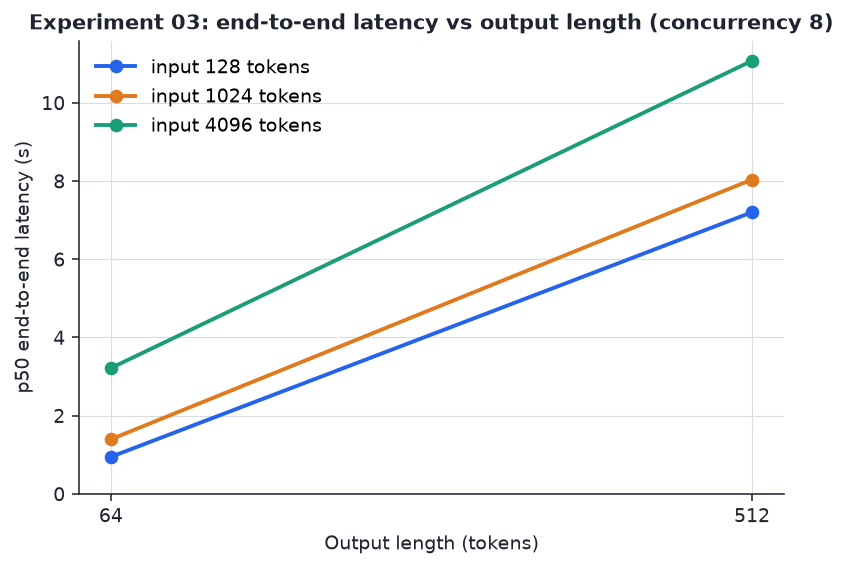 Experiment 03: end-to-end latency vs output length (concurrency 8)
input 128 tokens
input 1024 tokens
input 4096 tokens
p50 end-to-end latency (s)
10
8
6
4
2
0
64
512
Output length (tokens)